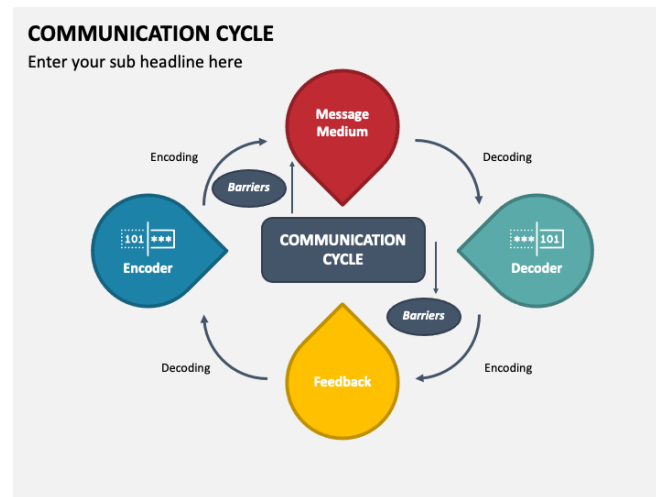 COMMUNICATION CYCLE
Enter your sub headline here
Message
Medium
Encoding
Decoding
Barriers
101 ***
Encoder
COMMUNICATION
CYCLE
*** 101
Decoder
Barriers
Decoding
Feedback
Encoding